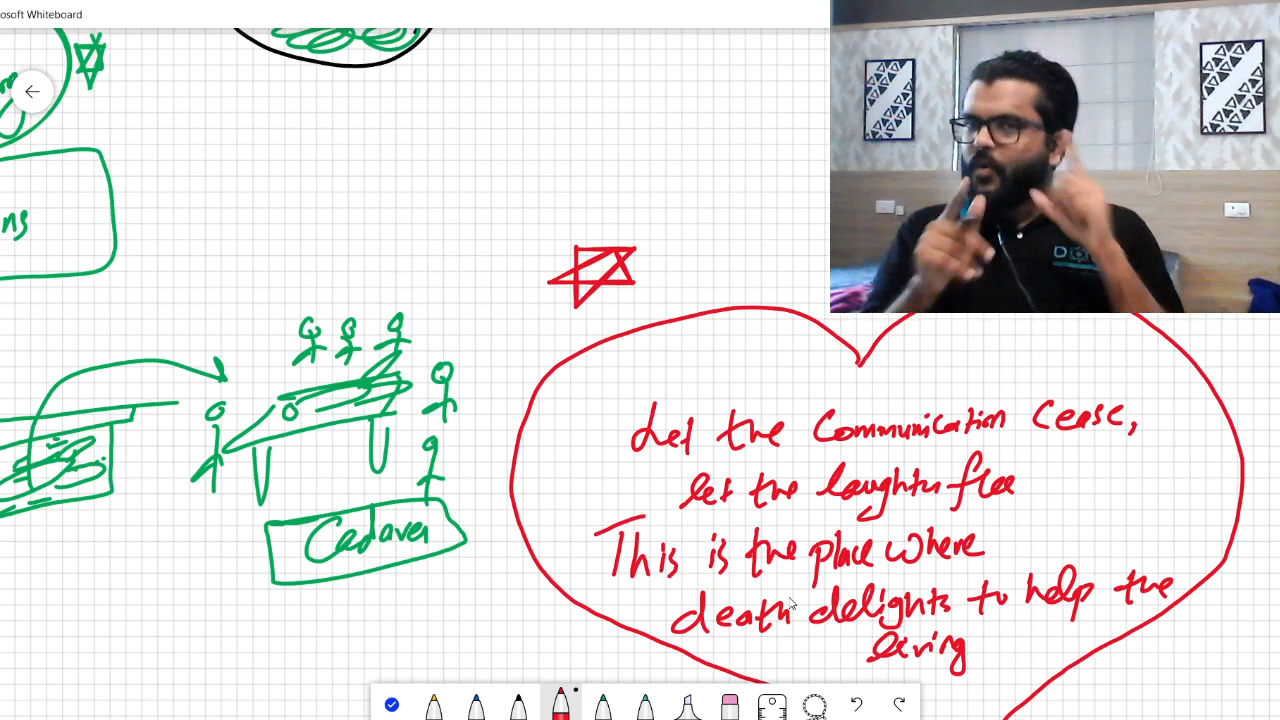 osoft Whiteboard
ns
Cadaver
Let the Communication Cease,
let the laughter flee
This is the place where
death delights to help the
living